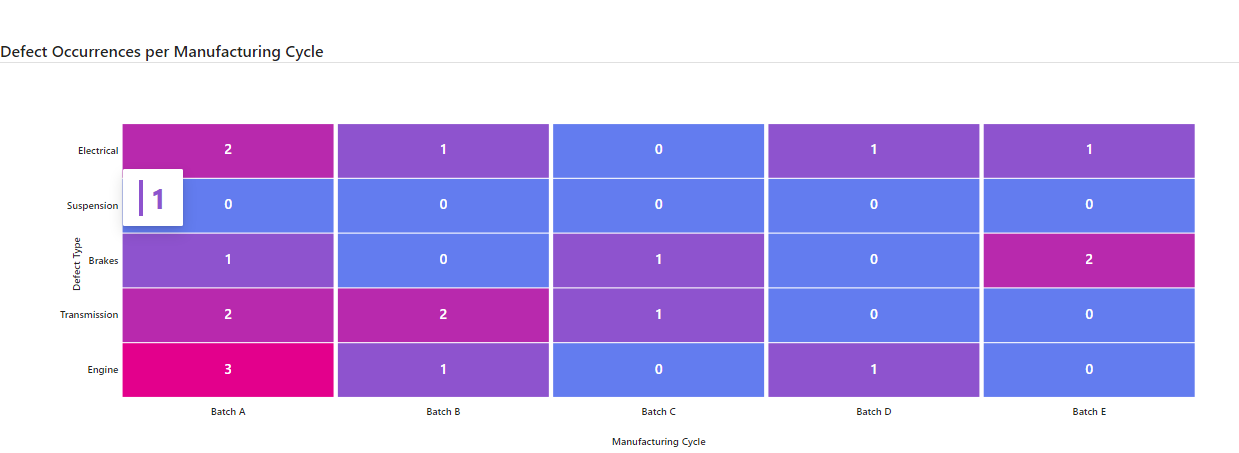 Defect Occurrences per Manufacturing Cycle
Electrical 2 1 0 1 1
1
Suspension 0 0 0 0 0
Defect Type
Brakes 1 0 1 0 2
Transmission 2 2 1 0 0
Engine 3 1 0 1 0
Batch A Batch B Batch C Batch D Batch E
Manufacturing Cycle